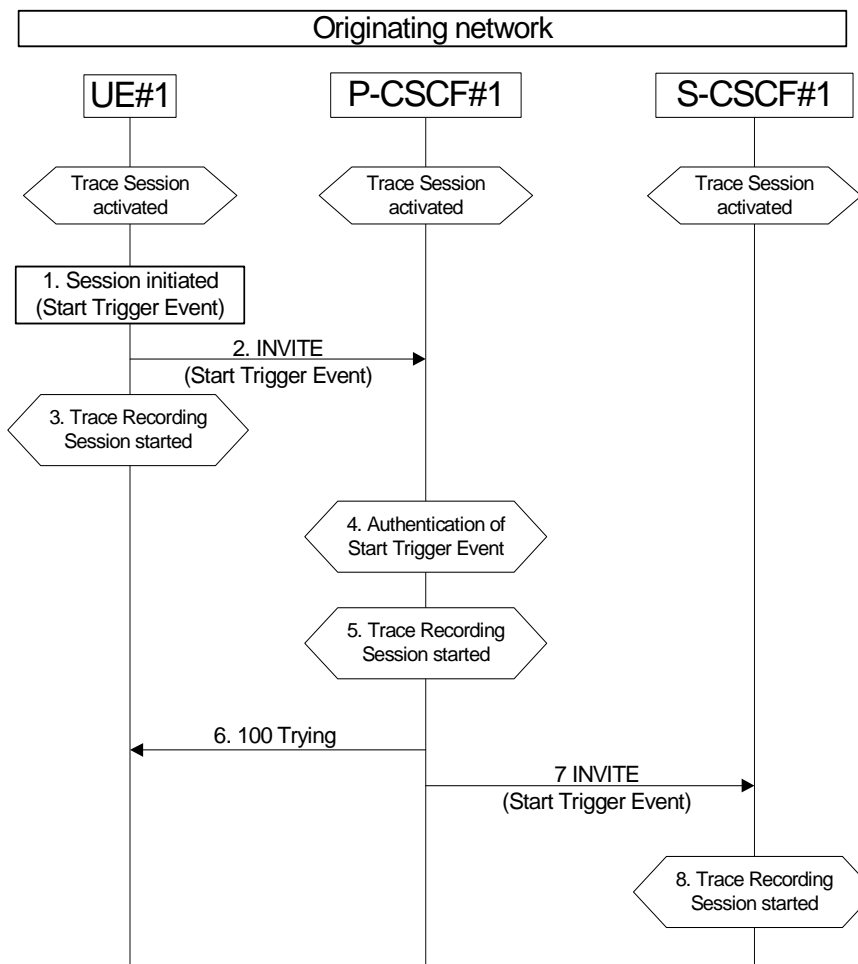 Originating network
UE#1
P-CSCF#1
S-CSCF#1
Trace Session
activated
Trace Session
activated
Trace Session
activated
1. Session initiated
(Start Trigger Event)
2. INVITE
(Start Trigger Event)
3. Trace Recording
Session started
4. Authentication of
Start Trigger Event
5. Trace Recording
Session started
6. 100 Trying
7 INVITE
(Start Trigger Event)
8. Trace Recording
Session started